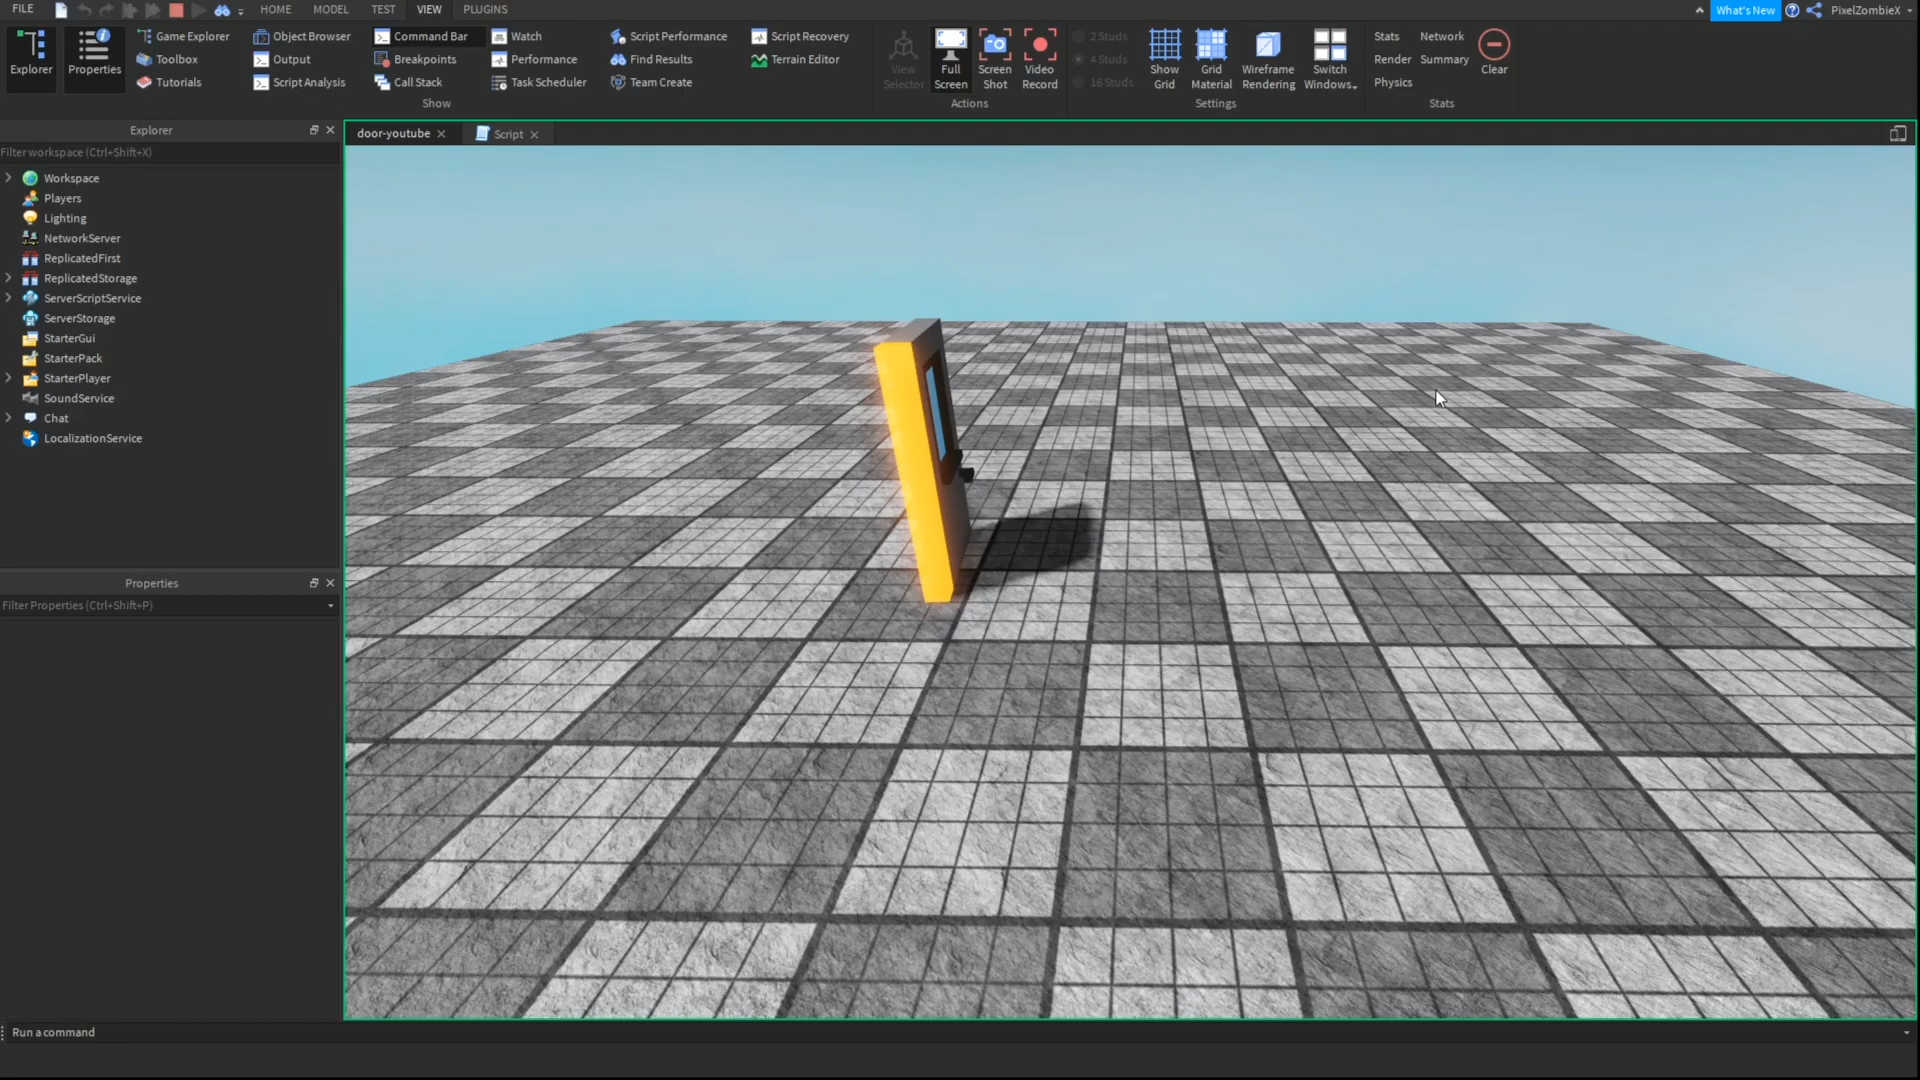 FILE HOME MODEL TEST VIEW PLUGINS What's New PixelZombieX
Explorer
Properties
Game Explorer Object Browser Command Bar Watch Script Performance Script Recovery
Toolbox Output Breakpoints Performance Find Results Terrain Editor
Tutorials Script Analysis Call Stack Task Scheduler Team Create
Show
View Selector
Full Screen
Screen Shot
Video Record
Actions
2 Studs
4 Studs
16 Studs
Show Grid
Grid Material
Wireframe Rendering
Switch Windows
Settings
Stats Network
Render Summary
Physics
Clear
Stats
Explorer
Filter workspace (Ctrl+Shift+X)
Workspace
Players
Lighting
NetworkServer
ReplicatedFirst
ReplicatedStorage
ServerScriptService
ServerStorage
StarterGui
StarterPack
StarterPlayer
SoundService
Chat
LocalizationService
Properties
Filter Properties (Ctrl+Shift+P)
door-youtube
Script
Run a command